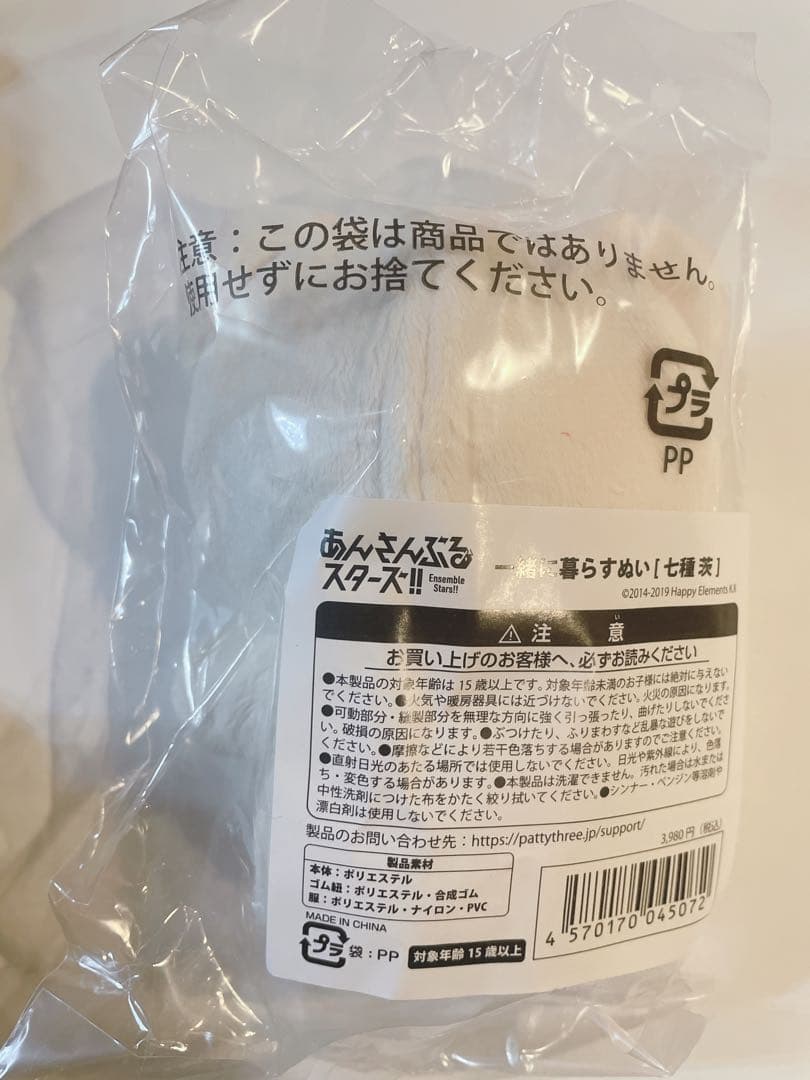 注意：この袋は商品ではありません。
使用せずにお捨てください。
プラ
PP
あんさんぶる
スターズ!!
Ensemble
Stars!!
一緒に暮らすぬい [ 七種 茨 ]
©2014-2019 Happy Elements K.K
⚠ 注 意
い
お買い上げのお客様へ、必ずお読みください
●本製品の対象年齢は 15 歳以上です。対象年齢未満のお子様には絶対に与えない
でください。●火気や暖房器具には近づけないでください。火災の原因になります。
●可動部分・縫製部分を無理な方向に強く引っ張ったり、曲げたりしないでくだ
さい。破損の原因になります。●ぶつけたり、ふりまわすなど乱暴な遊びをしないで
ください。●摩擦などにより若干色落ちする場合がありますのでご注意ください。
●直射日光のあたる場所では使用しないでください。日光や紫外線により、色落
ち・変色する場合があります。●本製品は洗濯できません。汚れた場合は水または
中性洗剤につけた布をかたく絞り拭いてください。●シンナー・ベンジン等溶剤や
漂白剤は使用しないでください。
製品のお問い合わせ先：https://pattythree.jp/support/
3,980円（税込）
製品素材
本体：ポリエステル
ゴム紐：ポリエステル・合成ゴム
服：ポリエステル・ナイロン・PVC
MADE IN CHINA
プラ
袋：PP
対象年齢 15 歳以上
4 570170 045072